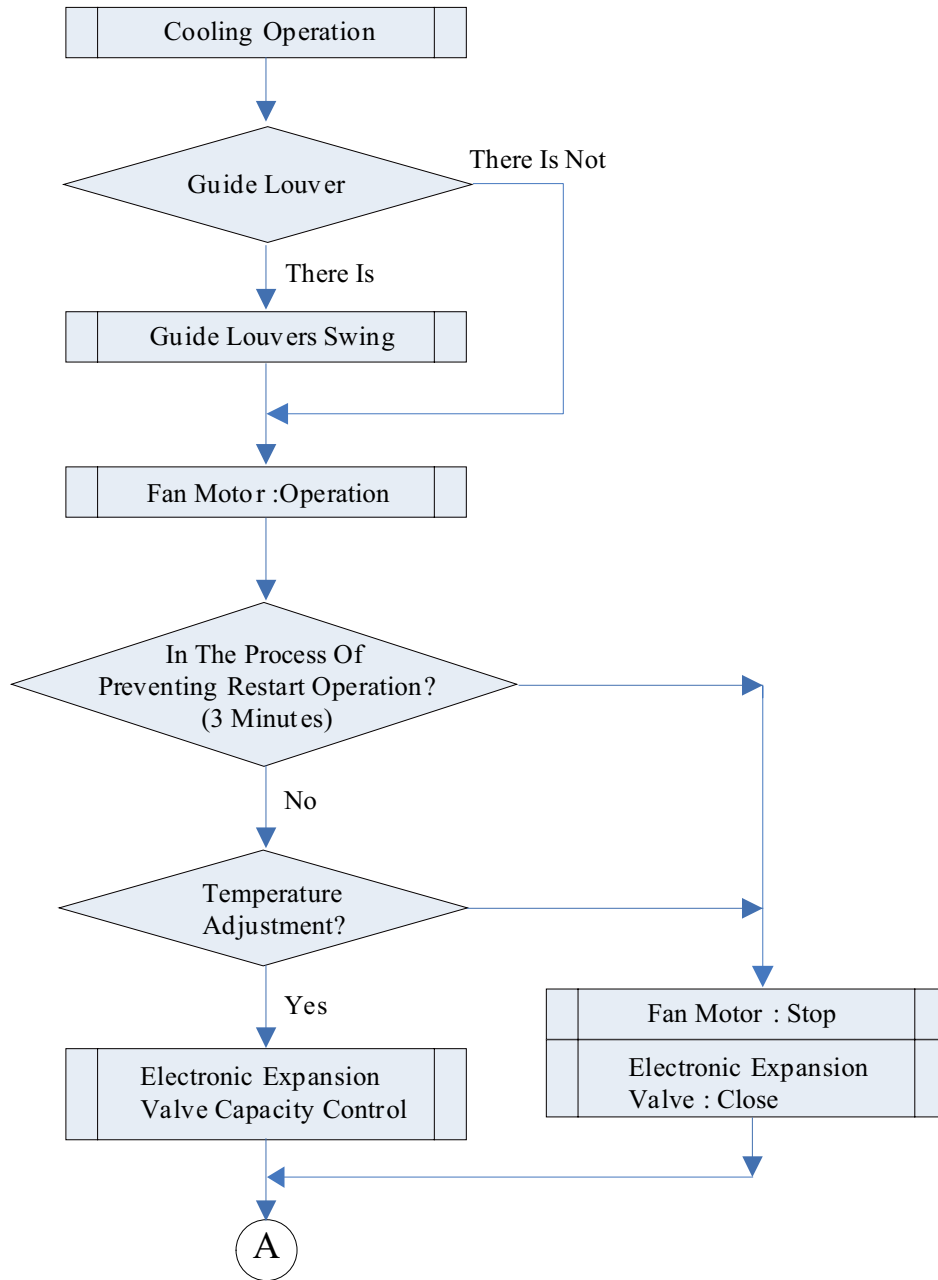 Cooling Operation
There Is Not
Guide Louver
There Is
Guide Louvers Swing
Fan Motor :Operation
In The Process Of
Preventing Restart Operation?
(3 Minutes)
No
Temperature
Adjustment?
Yes
Fan Motor : Stop
Electronic Expansion
Valve Capacity Control
Electronic Expansion
Valve : Close
A